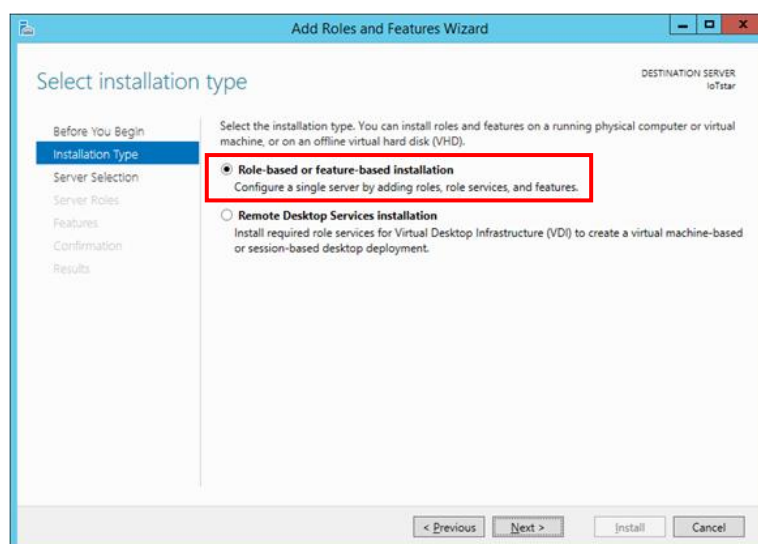 Add Roles and Features Wizard
Select installation type
DESTINATION SERVER
IoTstar
Before You Begin
Installation Type
Server Selection
Server Roles
Features
Confirmation
Results
Select the installation type. You can install roles and features on a running physical computer or virtual
machine, or on an offline virtual hard disk (VHD).
Role-based or feature-based installation
Configure a single server by adding roles, role services, and features.
Remote Desktop Services installation
Install required role services for Virtual Desktop Infrastructure (VDI) to create a virtual machine-based
or session-based desktop deployment.
< Previous
Next >
Install
Cancel